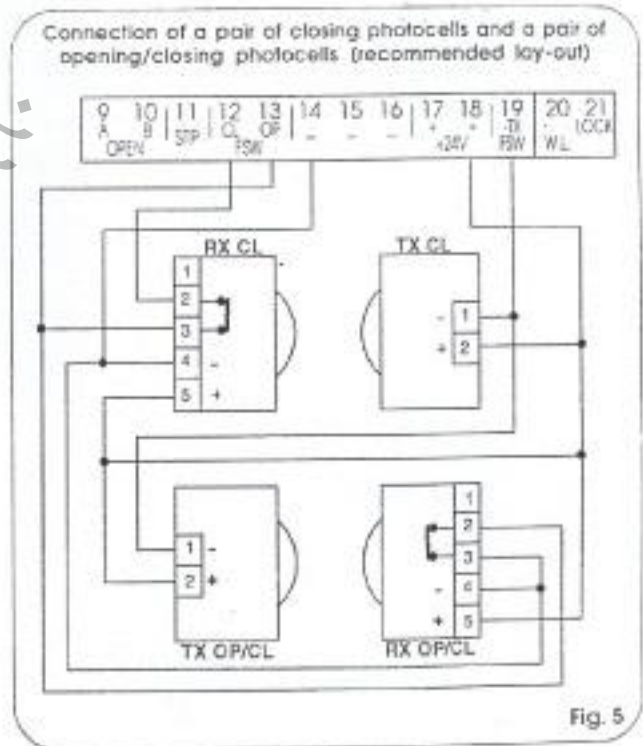 Connection of a pair of closing photocells and a pair of
opening/closing photocells (recommended lay-out)
9 10 11 12 13 14 15 16 17 18 19 20 21
A B STP CL OP - - - + + -TX - LOCK
OPEN FSW +24V FSW W.L.
RX CL TX CL
1
2
3
4 -
5 +
- 1
+ 2
1 -
2 +
1
2
3
- 4
+ 5
TX OP/CL RX OP/CL
Fig. 5